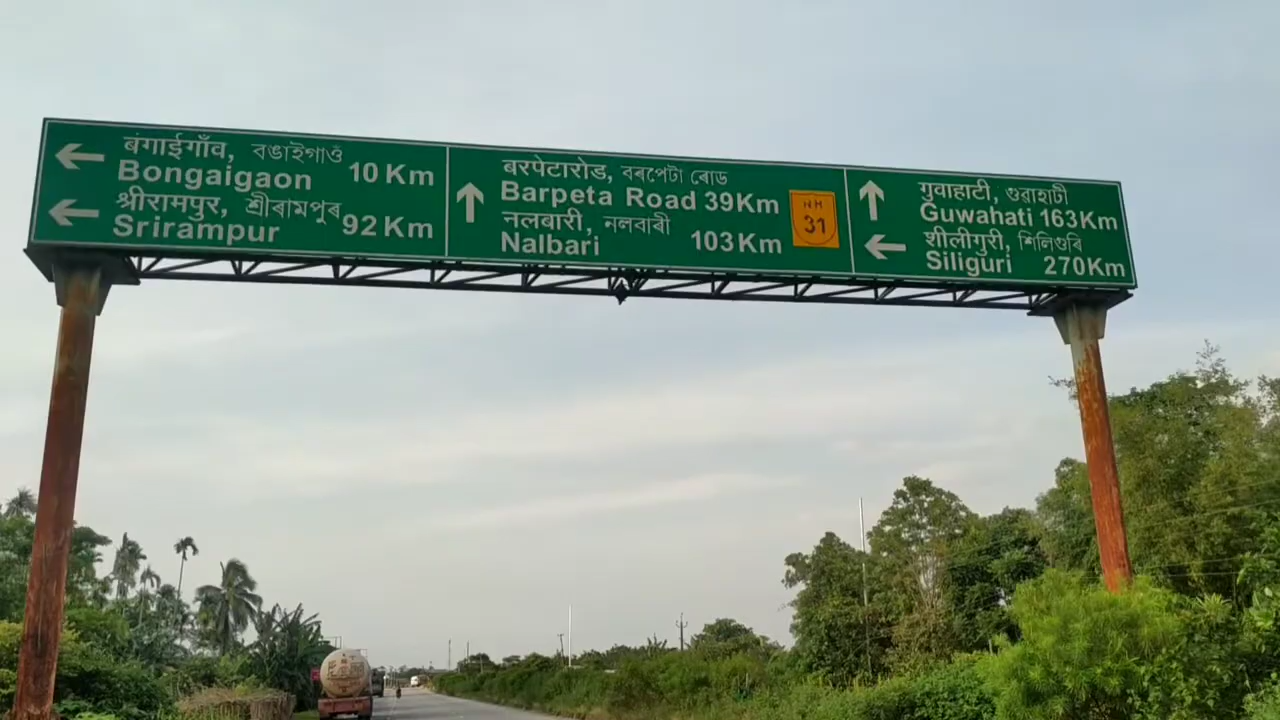 बंगाईगाँव, বঙাইগাওঁ
Bongaigaon 10 Km
श्रीरामपुर, শ্ৰীৰামপুৰ
Srirampur 92 Km
बरपेटारोड, বৰপেটা ৰোড
Barpeta Road 39Km
नलबारी, নলবাৰী
Nalbari 103Km
NH
31
गुवाहाटी, গুৱাহাটী
Guwahati 163Km
शीलीगुरी, শিলিগুৰি
Siliguri 270Km